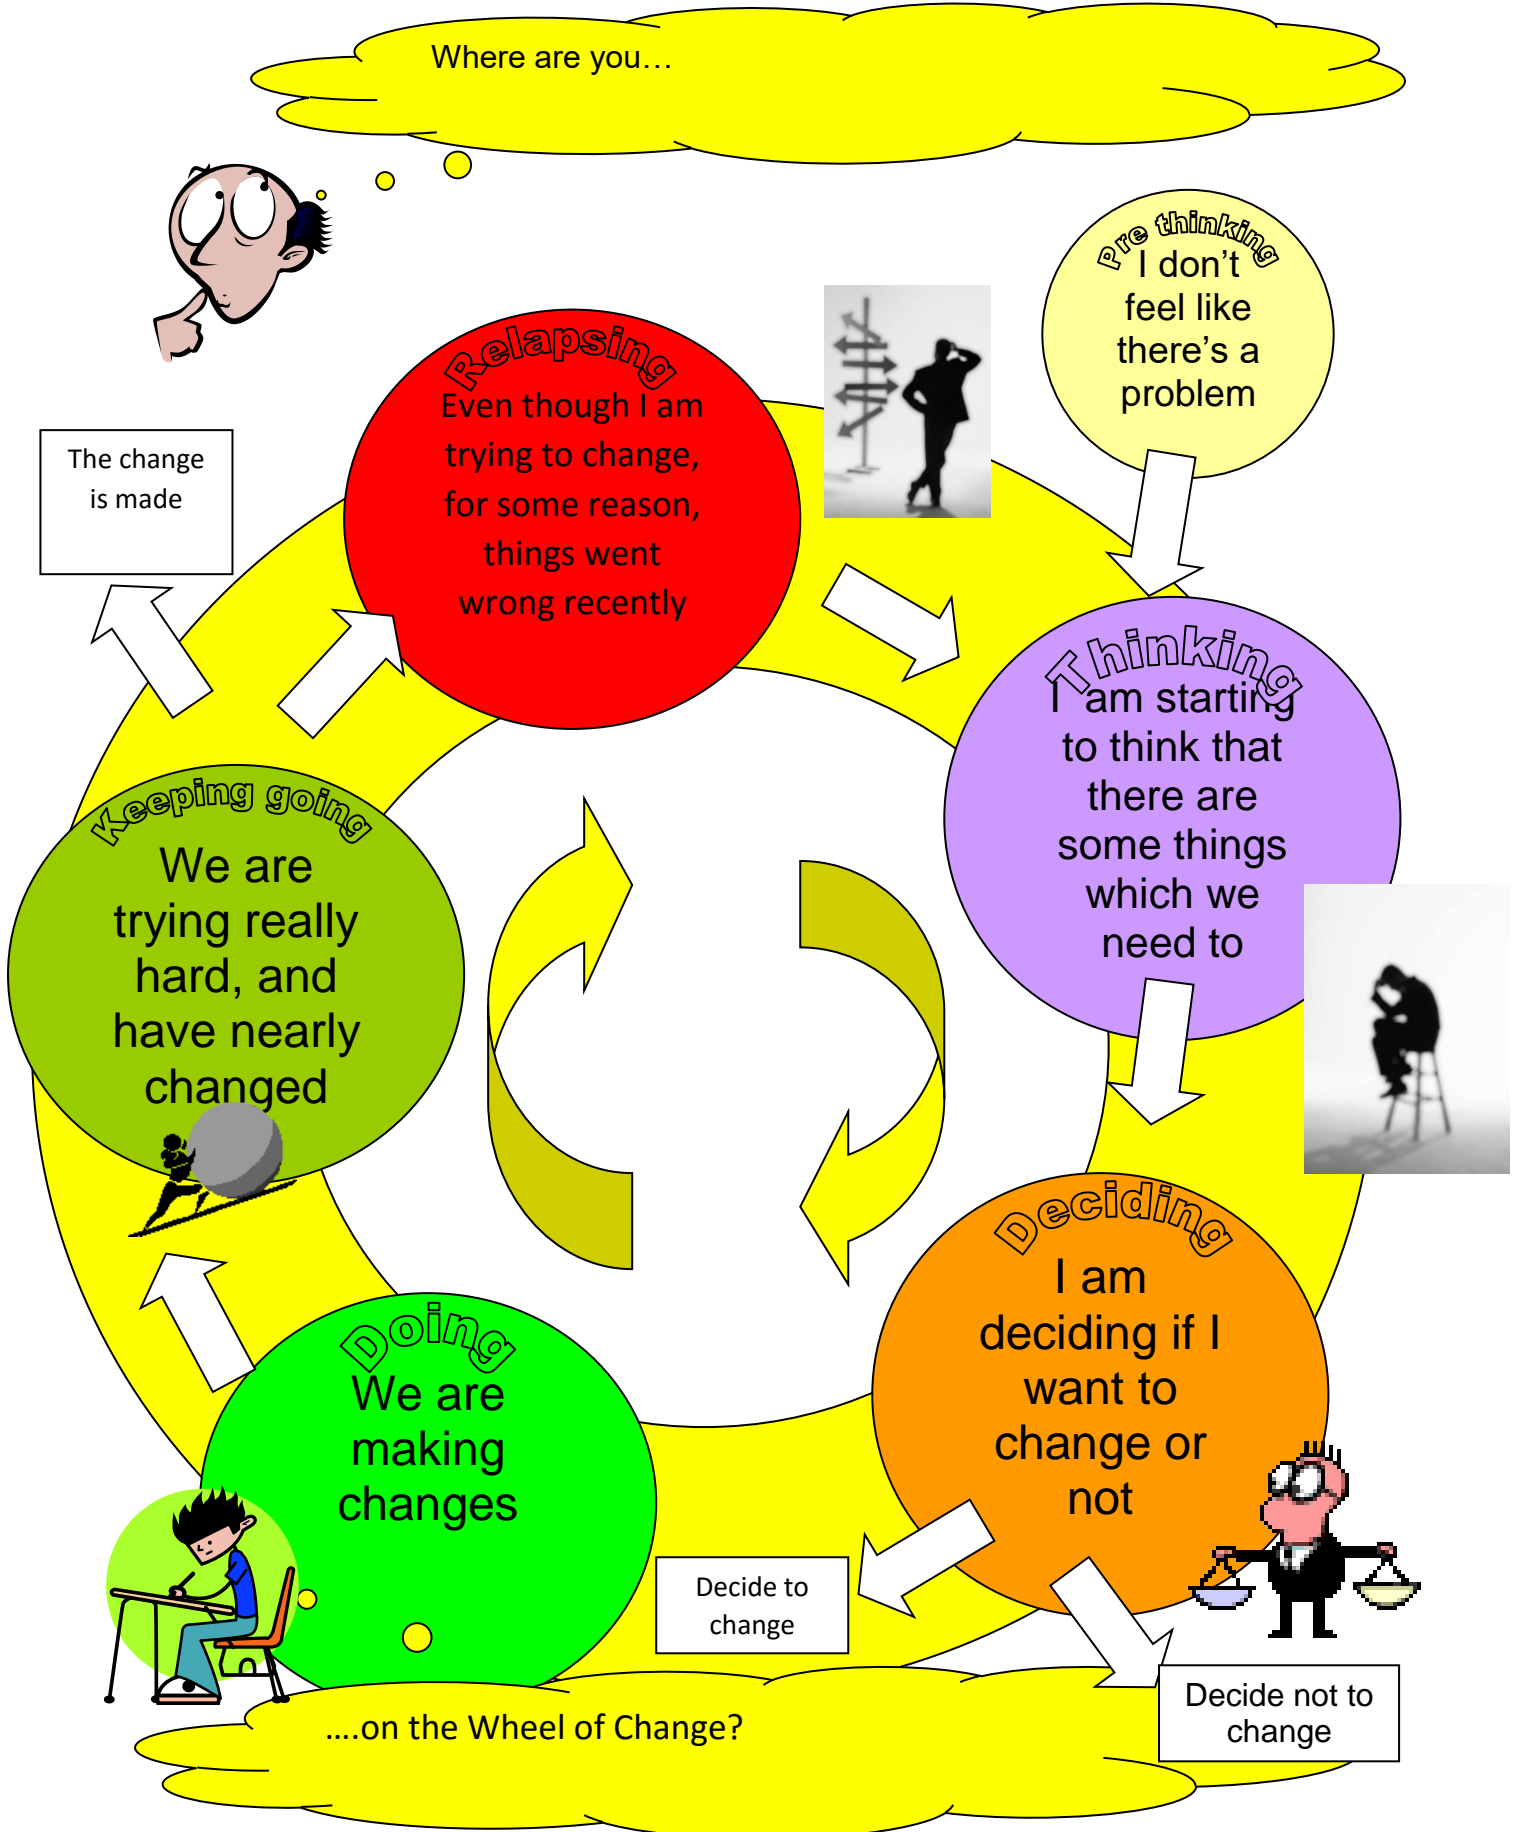 Where are you…
Pre thinking
I don’t
feel like
there’s a
problem
Relapsing
Even though I am
trying to change,
for some reason,
things went
wrong recently
The change
is made
Thinking
I am starting
to think that
there are
some things
which we
need to
Keeping going
We are
trying really
hard, and
have nearly
changed
Deciding
I am
deciding if I
want to
change or
not
Doing
We are
making
changes
Decide to
change
Decide not to
change
….on the Wheel of Change?